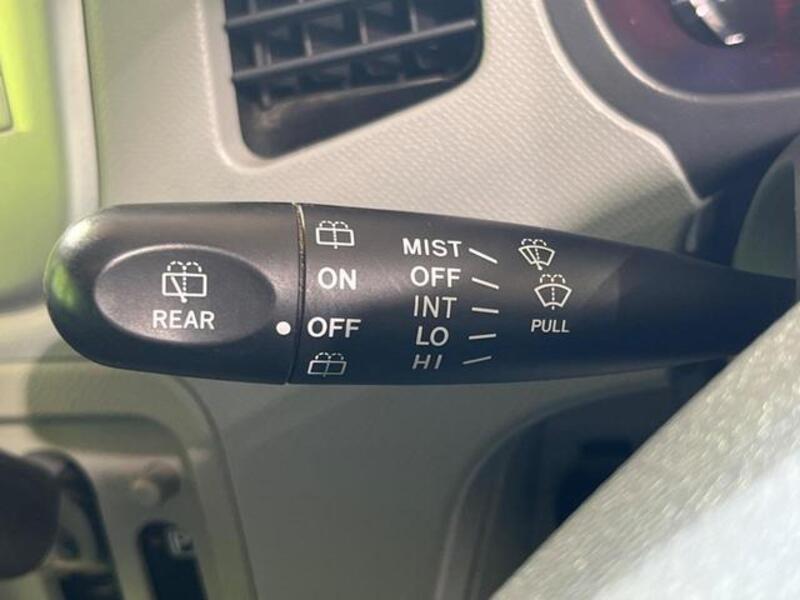 REAR
ON
OFF
MIST
OFF
INT
LO
HI
PULL